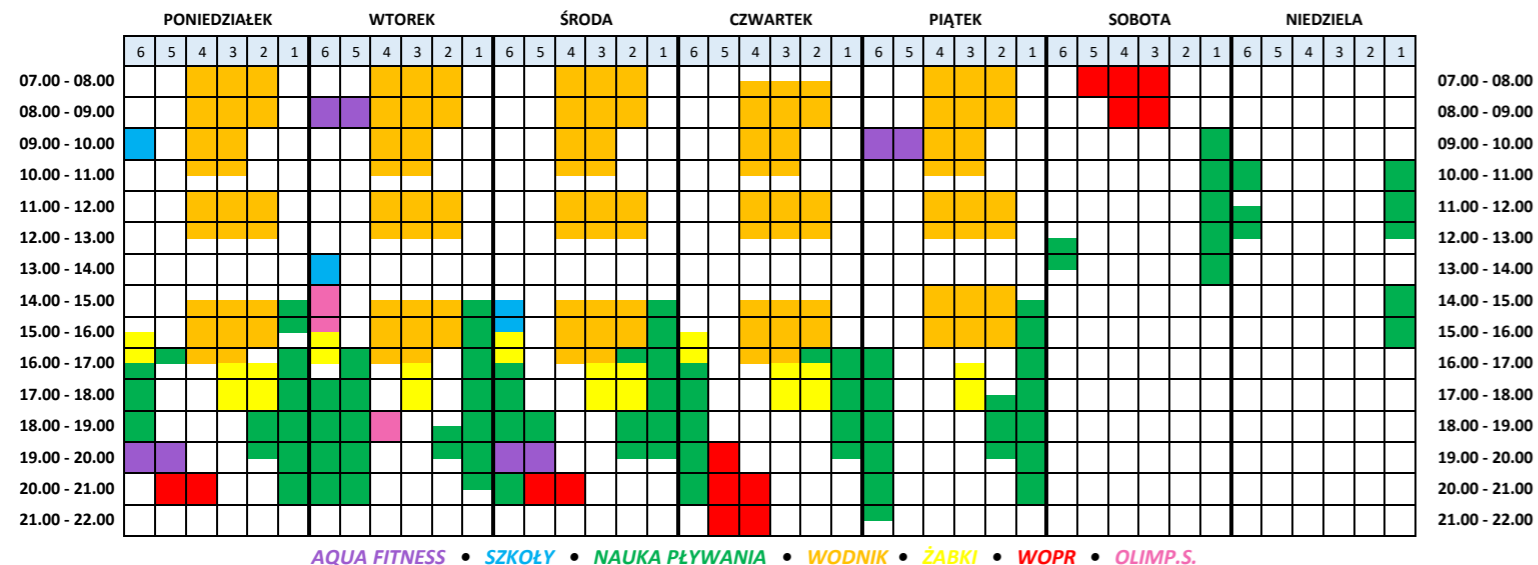 PONIEDZIAŁEK WTOREK ŚRODA CZWARTEK PIĄTEK SOBOTA NIEDZIELA
6 5 4 3 2 1 6 5 4 3 2 1 6 5 4 3 2 1 6 5 4 3 2 1 6 5 4 3 2 1 6 5 4 3 2 1 6 5 4 3 2 1
07.00 - 08.00 07.00 - 08.00
08.00 - 09.00 08.00 - 09.00
09.00 - 10.00 09.00 - 10.00
10.00 - 11.00 10.00 - 11.00
11.00 - 12.00 11.00 - 12.00
12.00 - 13.00 12.00 - 13.00
13.00 - 14.00 13.00 - 14.00
14.00 - 15.00 14.00 - 15.00
15.00 - 16.00 15.00 - 16.00
16.00 - 17.00 16.00 - 17.00
17.00 - 18.00 17.00 - 18.00
18.00 - 19.00 18.00 - 19.00
19.00 - 20.00 19.00 - 20.00
20.00 - 21.00 20.00 - 21.00
21.00 - 22.00 21.00 - 22.00
AQUA FITNESS • SZKOŁY • NAUKA PŁYWANIA • WODNIK • ŻABKI • WOPR • OLIMP.S.